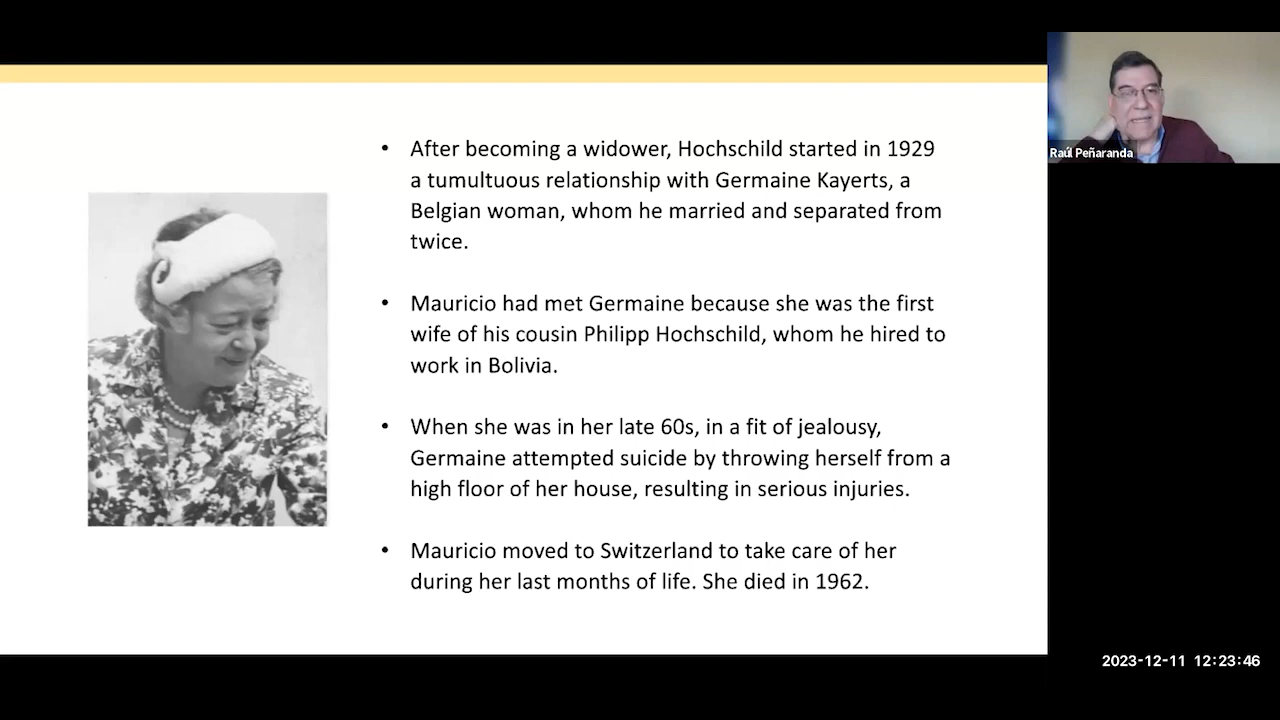 • After becoming a widower, Hochschild started in 1929
a tumultuous relationship with Germaine Kayerts, a
Belgian woman, whom he married and separated from
twice.
• Mauricio had met Germaine because she was the first
wife of his cousin Philipp Hochschild, whom he hired to
work in Bolivia.
• When she was in her late 60s, in a fit of jealousy,
Germaine attempted suicide by throwing herself from a
high floor of her house, resulting in serious injuries.
• Mauricio moved to Switzerland to take care of her
during her last months of life. She died in 1962.
Raúl Peñaranda
2023-12-11 12:23:46